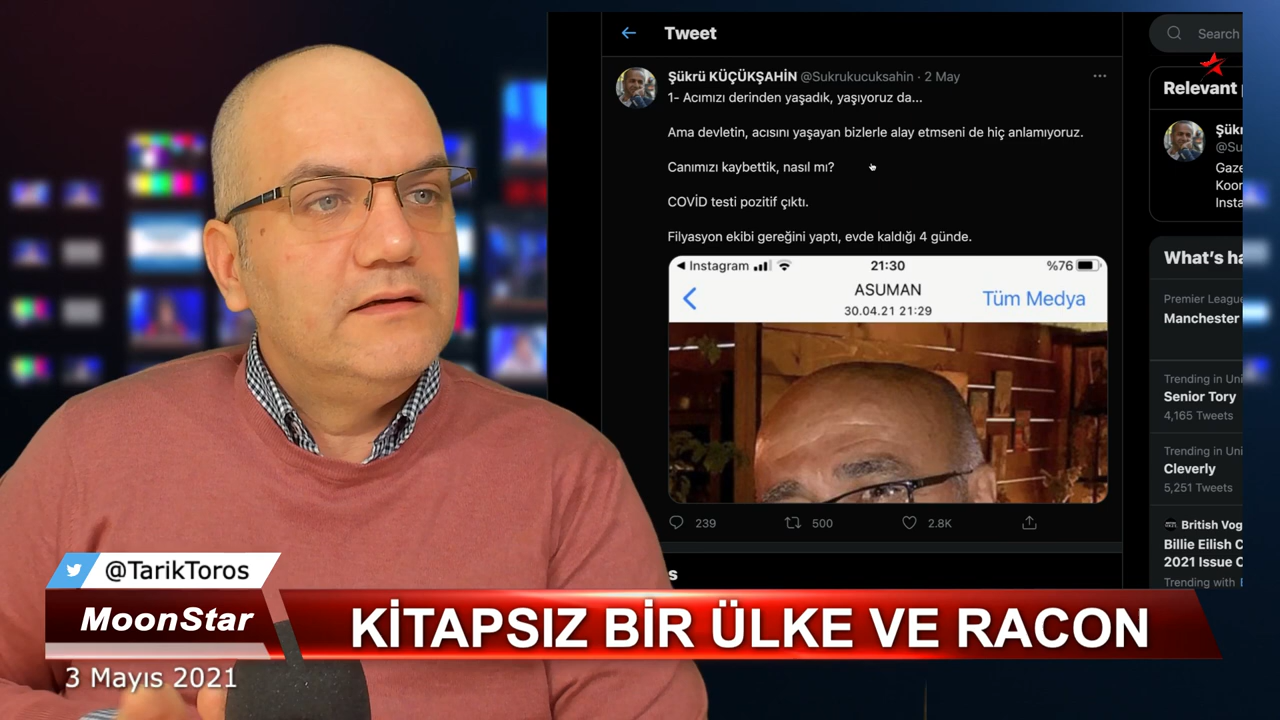 Tweet
Search
Şükrü KÜÇÜKŞAHİN @Sukrukucuksahin · 2 May
1- Acımızı derinden yaşadık, yaşıyoruz da...
Ama devletin, acısını yaşayan bizlerle alay etmseni de hiç anlamıyoruz.
Canımızı kaybettik, nasıl mı?
COVİD testi pozitif çıktı.
Filyasyon ekibi gereğini yaptı, evde kaldığı 4 günde.
Instagram
21:30
%76
ASUMAN
30.04.21 21:29
Tüm Medya
239
500
2.8K
Relevant
What's ha
Premier League
Manchester
Trending in Uni
Senior Tory
4,165 Tweets
Trending in Uni
Cleverly
5,251 Tweets
British Vog
Billie Eilish C
2021 Issue C
Trending with
@TarikToros
MoonStar
KİTAPSIZ BİR ÜLKE VE RACON
3 Mayıs 2021